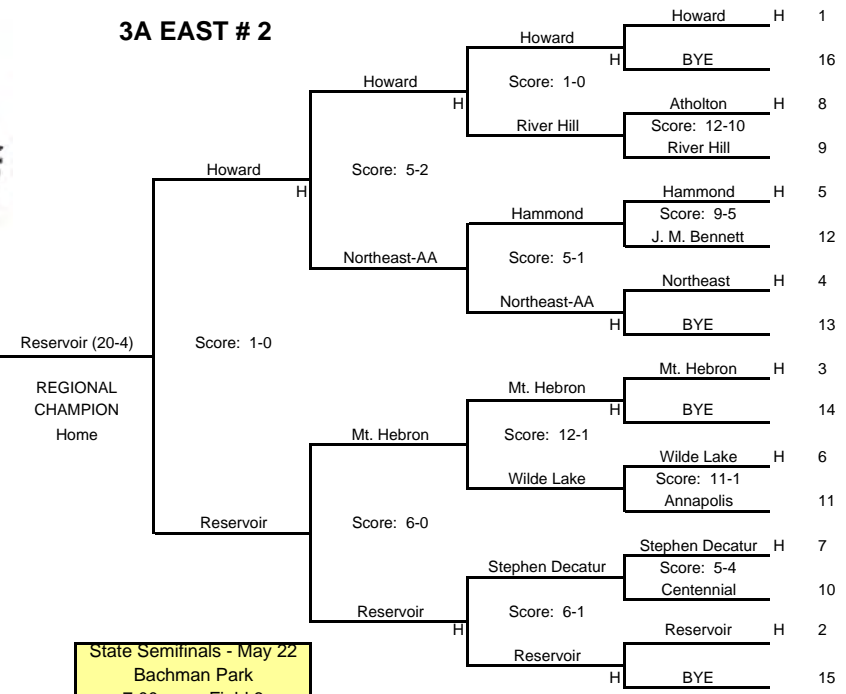 3A EAST # 2
Howard H 1
Howard
H BYE 16
Howard Score: 1-0
H Atholton H 8
River Hill Score: 12-10
River Hill 9
Howard Score: 5-2
H Hammond H 5
Hammond Score: 9-5
J. M. Bennett 12
Northeast-AA Score: 5-1
Northeast H 4
Northeast-AA
H BYE 13
Reservoir (20-4) Score: 1-0
Mt. Hebron H 3
REGIONAL Mt. Hebron
CHAMPION H BYE 14
Home Mt. Hebron Score: 12-1
Wilde Lake H 6
Wilde Lake Score: 11-1
Annapolis 11
Reservoir Score: 6-0
Stephen Decatur H 7
Stephen Decatur Score: 5-4
Centennial 10
Reservoir Score: 6-1
H Reservoir H 2
State Semifinals - May 22
Reservoir
Bachman Park
H BYE 15